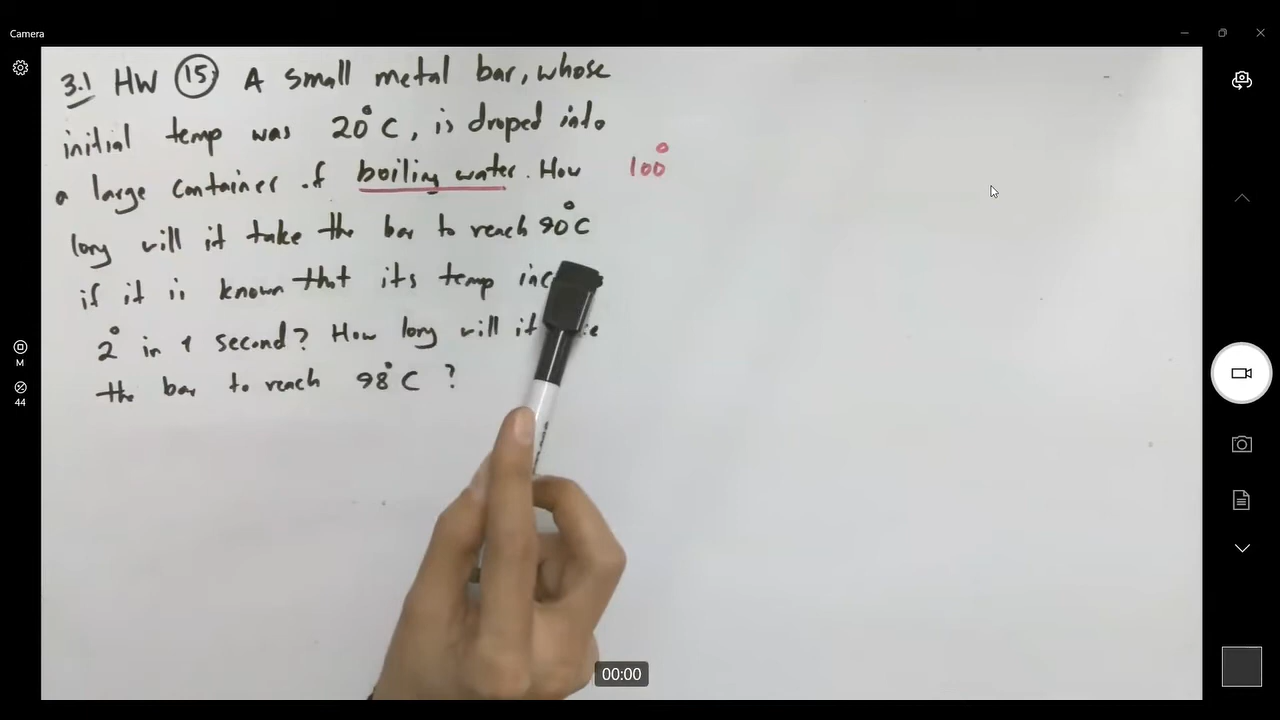 Camera
3.1 HW 15 A small metal bar, whose
initial temp was 20°C, is droped into
a large container of boiling water. How 100°
long will it take the bar to reach 90°C
if it is known that its temp
2° in 1 second? How long will it
the bar to reach 98°C ?
M
44
00:00